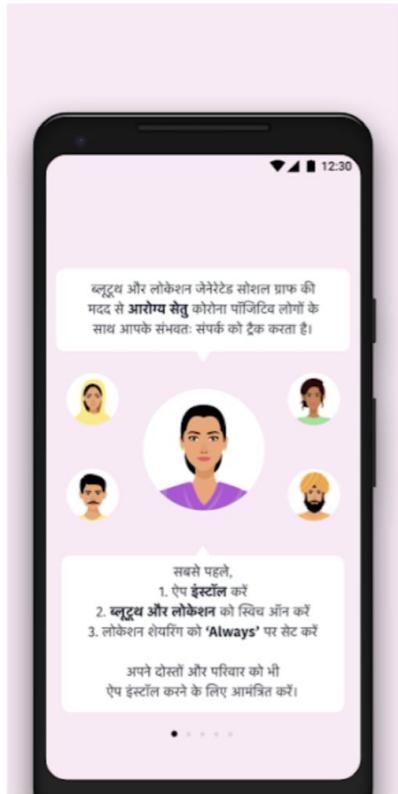 12:30
ब्लूटूथ और लोकेशन जेनेरेटेड सोशल ग्राफ की
मदद से आरोग्य सेतु कोरोना पॉजिटिव लोगों के
साथ आपके संभवतः संपर्क को ट्रैक करता है।
सबसे पहले,
1. ऐप इंस्टॉल करें
2. ब्लूटूथ और लोकेशन को स्विच ऑन करें
3. लोकेशन शेयरिंग को ‘Always’ पर सेट करें
अपने दोस्तों और परिवार को भी
ऐप इंस्टॉल करने के लिए आमंत्रित करें।